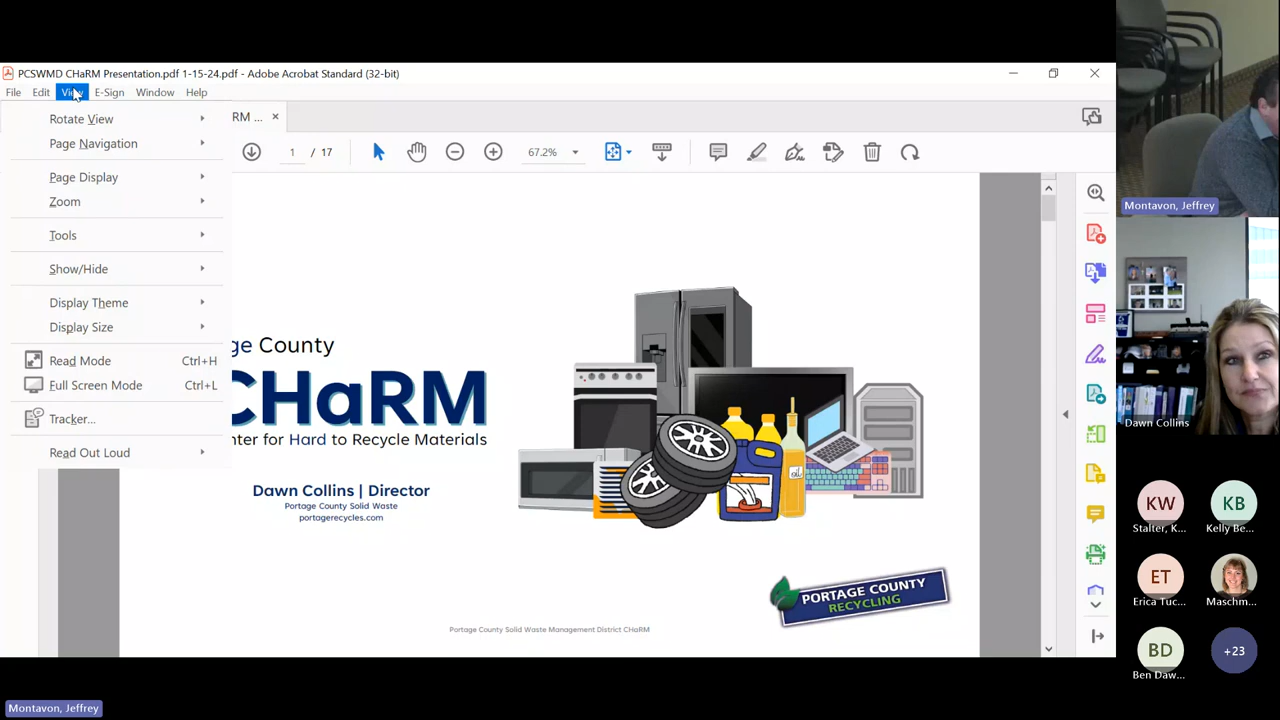 PCSWMD CHaRM Presentation.pdf 1-15-24.pdf - Adobe Acrobat Standard (32-bit)
File Edit View E-Sign Window Help
RM ...
1 / 17 67.2%
Rotate View
Page Navigation
Page Display
Zoom
Tools
Show/Hide
Display Theme
Display Size
Read Mode Ctrl+H
Full Screen Mode Ctrl+L
Tracker...
Read Out Loud
ge County
CHaRM
nter for Hard to Recycle Materials
Dawn Collins | Director
Portage County Solid Waste
portagerecycles.com
PORTAGE COUNTY
RECYCLING
Portage County Solid Waste Management District CHaRM
Montavon, Jeffrey
Dawn Collins
KW
Stalter, K...
KB
Kelly Be...
ET
Erica Tuc...
Maschm...
BD
Ben Daw...
+23
Montavon, Jeffrey